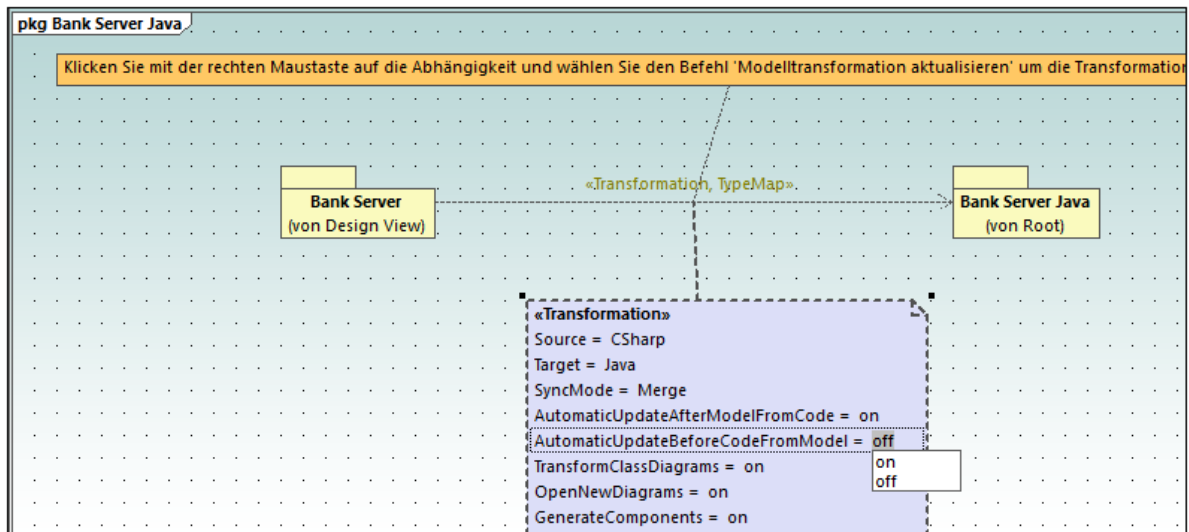 pkg Bank Server Java
Klicken Sie mit der rechten Maustaste auf die Abhängigkeit und wählen Sie den Befehl 'Modelltransformation aktualisieren' um die Transformation
«Transformation, TypeMap»
Bank Server
(von Design View)
Bank Server Java
(von Root)
«Transformation»
Source = CSharp
Target = Java
SyncMode = Merge
AutomaticUpdateAfterModelFromCode = on
AutomaticUpdateBeforeCodeFromModel = off
on
off
TransformClassDiagrams = on
OpenNewDiagrams = on
GenerateComponents = on